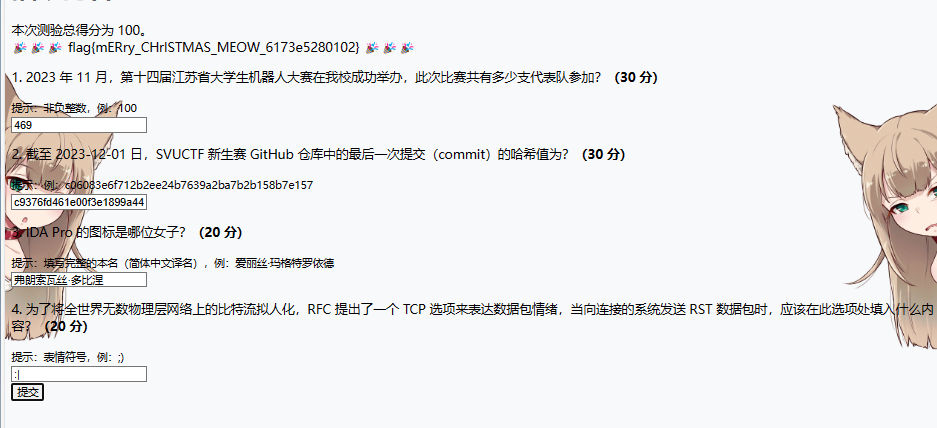 本次测验总得分为 100。
🎉 🎉 🎉 flag{mERry_CHrISTMAS_MEOW_6173e5280102} 🎉 🎉 🎉
1. 2023 年 11 月，第十四届江苏省大学生机器人大赛在我校成功举办，此次比赛共有多少支代表队参加？（30 分）
提示：非负整数，例：100
469
2. 截至 2023-12-01 日，SVUCTF 新生赛 GitHub 仓库中的最后一次提交（commit）的哈希值为？（30 分）
提示：例：c06083e6f712b2ee24b7639a2ba7b2b158b7e157
c9376fd461e00f3e1899a44
3. IDA Pro 的图标是哪位女子？（20 分）
提示：填写完整的本名（简体中文译名），例：爱丽丝·玛格特罗依德
弗朗索瓦丝·多比涅
4. 为了将全世界无数物理层网络上的比特流拟人化，RFC 提出了一个 TCP 选项来表达数据包情绪，当向连接的系统发送 RST 数据包时，应该在此选项处填入什么内
容？（20 分）
提示：表情符号，例：;)
:|
提交